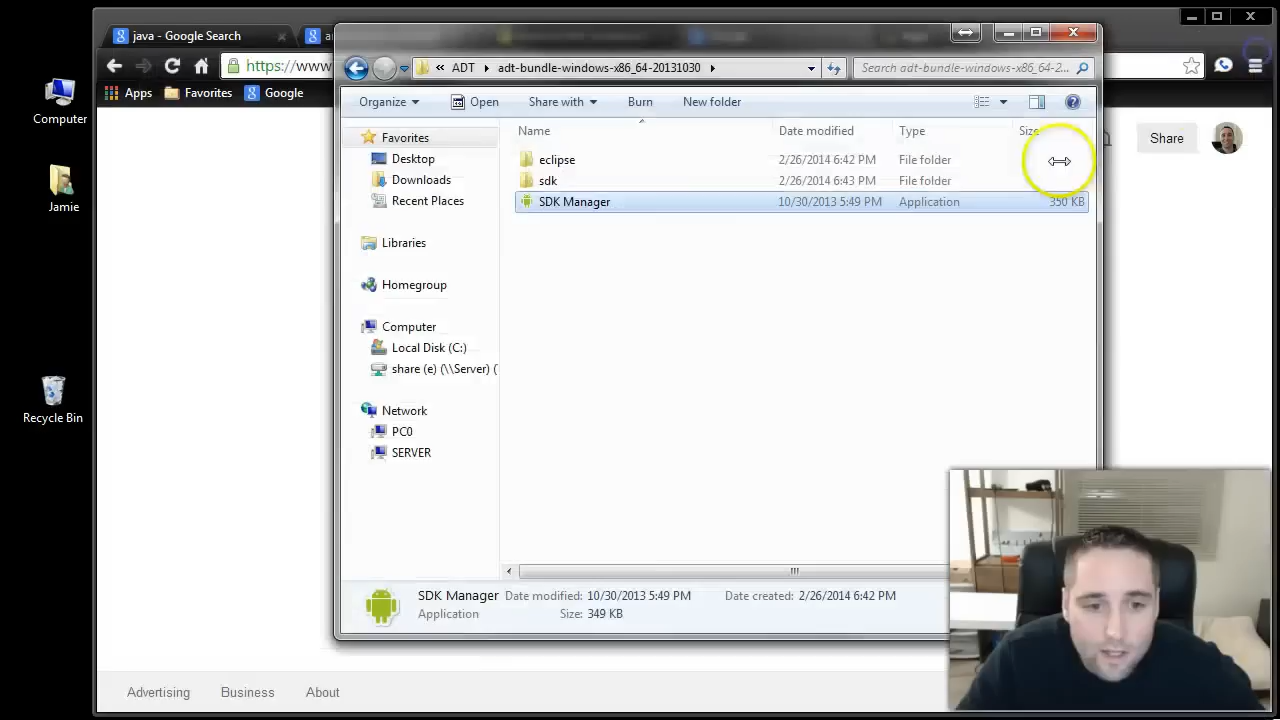 java - Google Search
https://www
Apps
Favorites
Google
Share
Computer
Jamie
Recycle Bin
« ADT
adt-bundle-windows-x86_64-20131030
Search adt-bundle-windows-x86_64-2...
Organize
Open
Share with
Burn
New folder
Name
Date modified
Type
Size
Favorites
Desktop
Downloads
Recent Places
Libraries
Homegroup
Computer
Local Disk (C:)
share (e) (\\Server) (
Network
PC0
SERVER
eclipse 2/26/2014 6:42 PM File folder
sdk 2/26/2014 6:43 PM File folder
SDK Manager 10/30/2013 5:49 PM Application 350 KB
SDK Manager Date modified: 10/30/2013 5:49 PM Date created: 2/26/2014 6:42 PM
Application Size: 349 KB
Advertising
Business
About